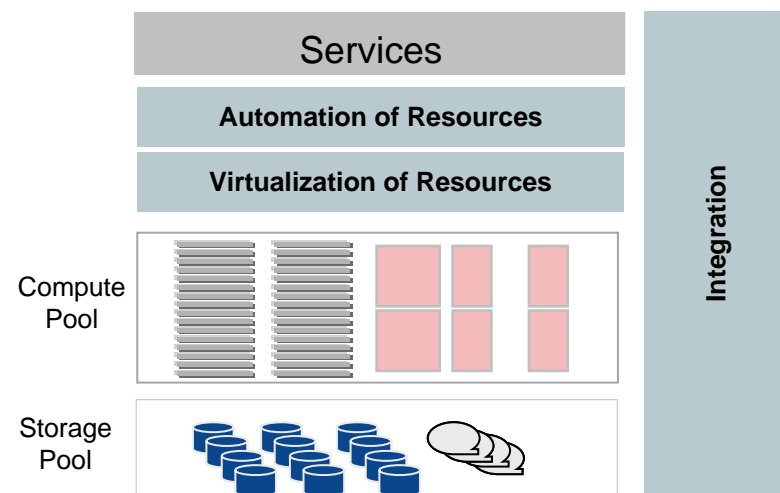 Services
Automation of Resources
Virtualization of Resources
Compute
Pool
Storage
Pool
Integration